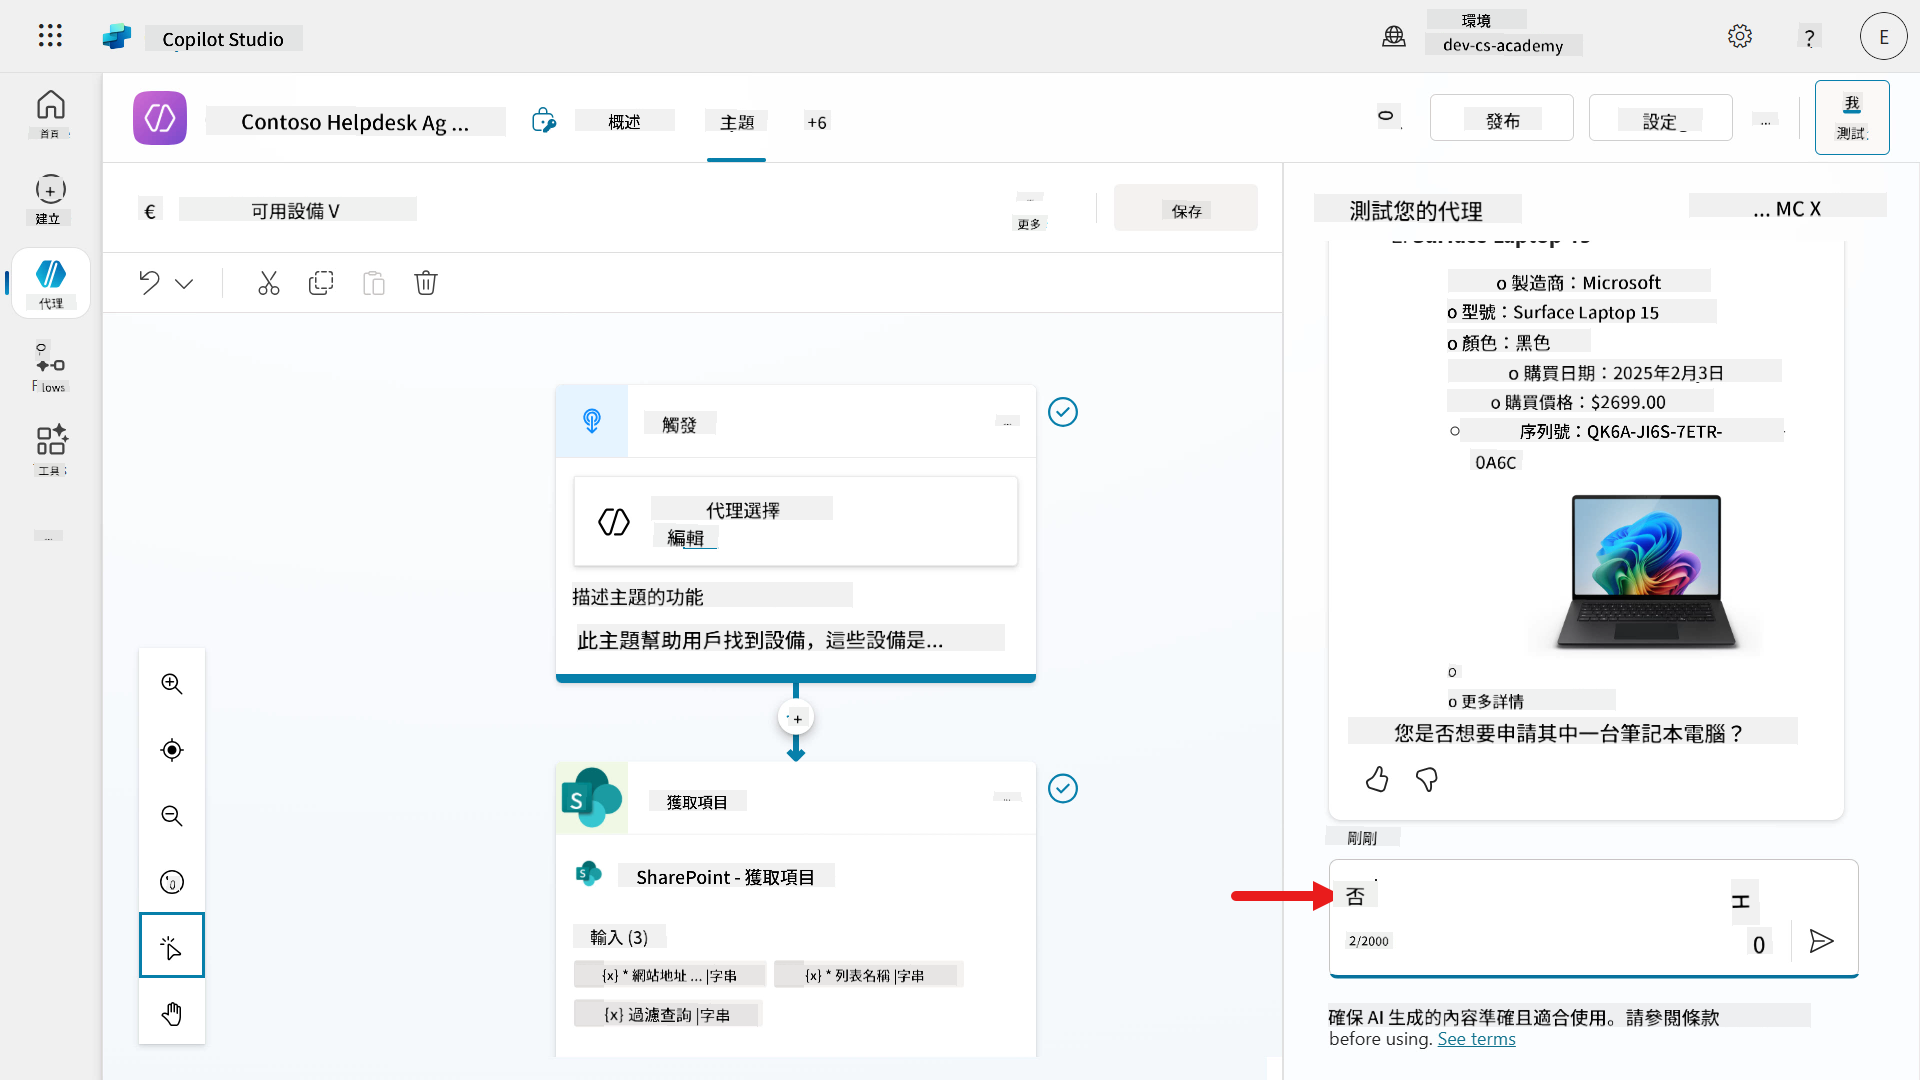 Copilot Studio
環境
dev-cs-academy
?
E
首頁
建立
代理
Flows
工具
...
Contoso Helpdesk Ag ...
概述
主題
+6
發布
設定
...
測試
可用設備 V
更多
保存
觸發
...
代理選擇
編輯
描述主題的功能
此主題幫助用戶找到設備，這些設備是...
+
獲取項目
...
SharePoint - 獲取項目
輸入 (3)
{x} * 網站地址 ... |字串
{x} * 列表名稱 |字串
{x} 過濾查詢 |字串
測試您的代理
... MC X
o 製造商：Microsoft
o 型號：Surface Laptop 15
o 顏色：黑色
o 購買日期：2025年2月3日
o 購買價格：$2699.00
序列號：QK6A-JI6S-7ETR-
0A6C
o
o 更多詳情
您是否想要申請其中一台筆記本電腦？
剛剛
否
2/2000
0
確保 AI 生成的內容準確且適合使用。請參閱條款
before using. See terms